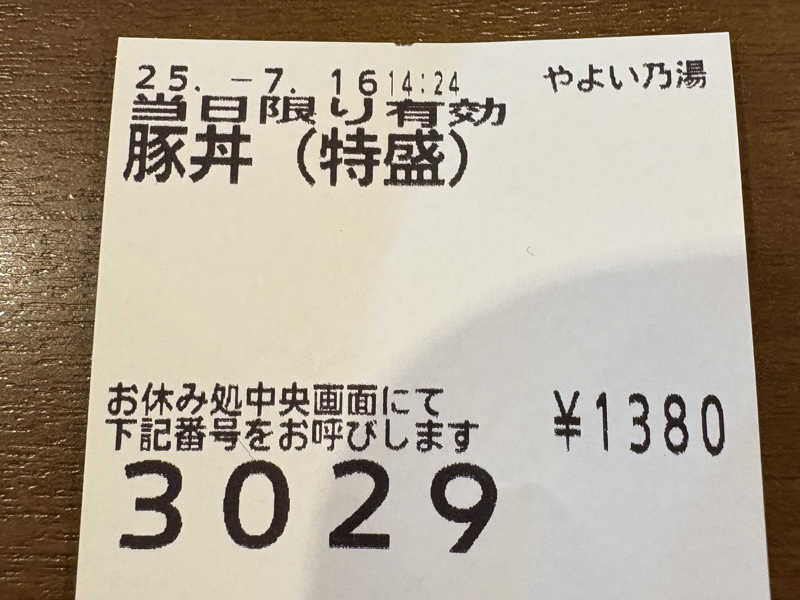 25. -7. 16 14:24 やよい乃湯
当日限り有効
豚丼（特盛）
お休み処中央画面にて
下記番号をお呼びします ¥1380
3029